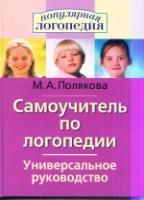 популярная
ЛОГОПЕДИЯ
М. А. Полякова
Самоучитель
по
логопедии
Универсальное
руководство